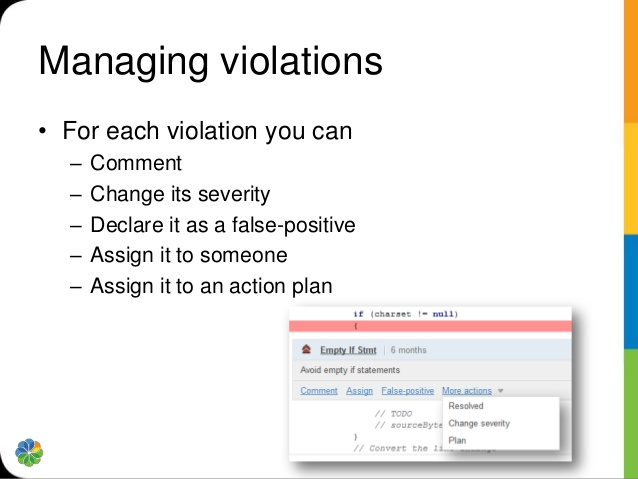 Managing violations
• For each violation you can
– Comment
– Change its severity
– Declare it as a false-positive
– Assign it to someone
– Assign it to an action plan
if (charset != null)
{
Empty If Stmt | 6 months
Avoid empty if statements
Comment Assign False-positive More actions
Resolved
Change severity
Plan
// TODO
// sourceByte
}
// Convert the